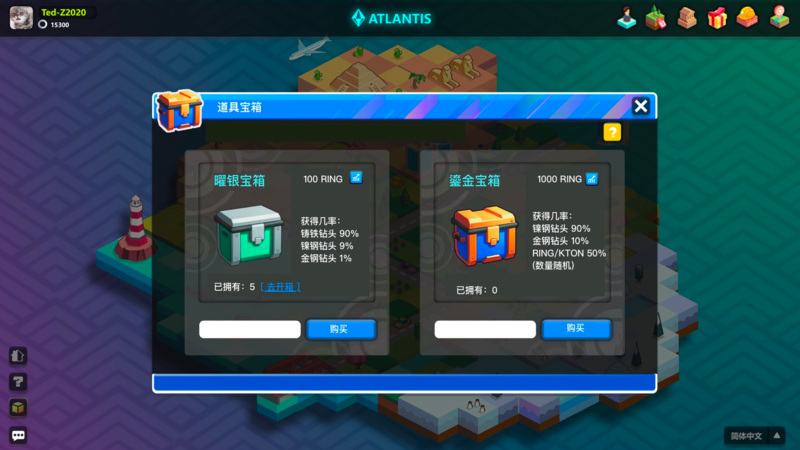 Ted-Z2020
15300
ATLANTIS
道具宝箱
?
曜银宝箱
100 RING
获得几率:
铸铁钻头 90%
镍钢钻头 9%
金钢钻头 1%
已拥有: 5 [ 去开箱 ]
购买
鎏金宝箱
1000 RING
获得几率:
镍钢钻头 90%
金钢钻头 10%
RING/KTON 50%
(数量随机)
已拥有: 0
购买
?
简体中文